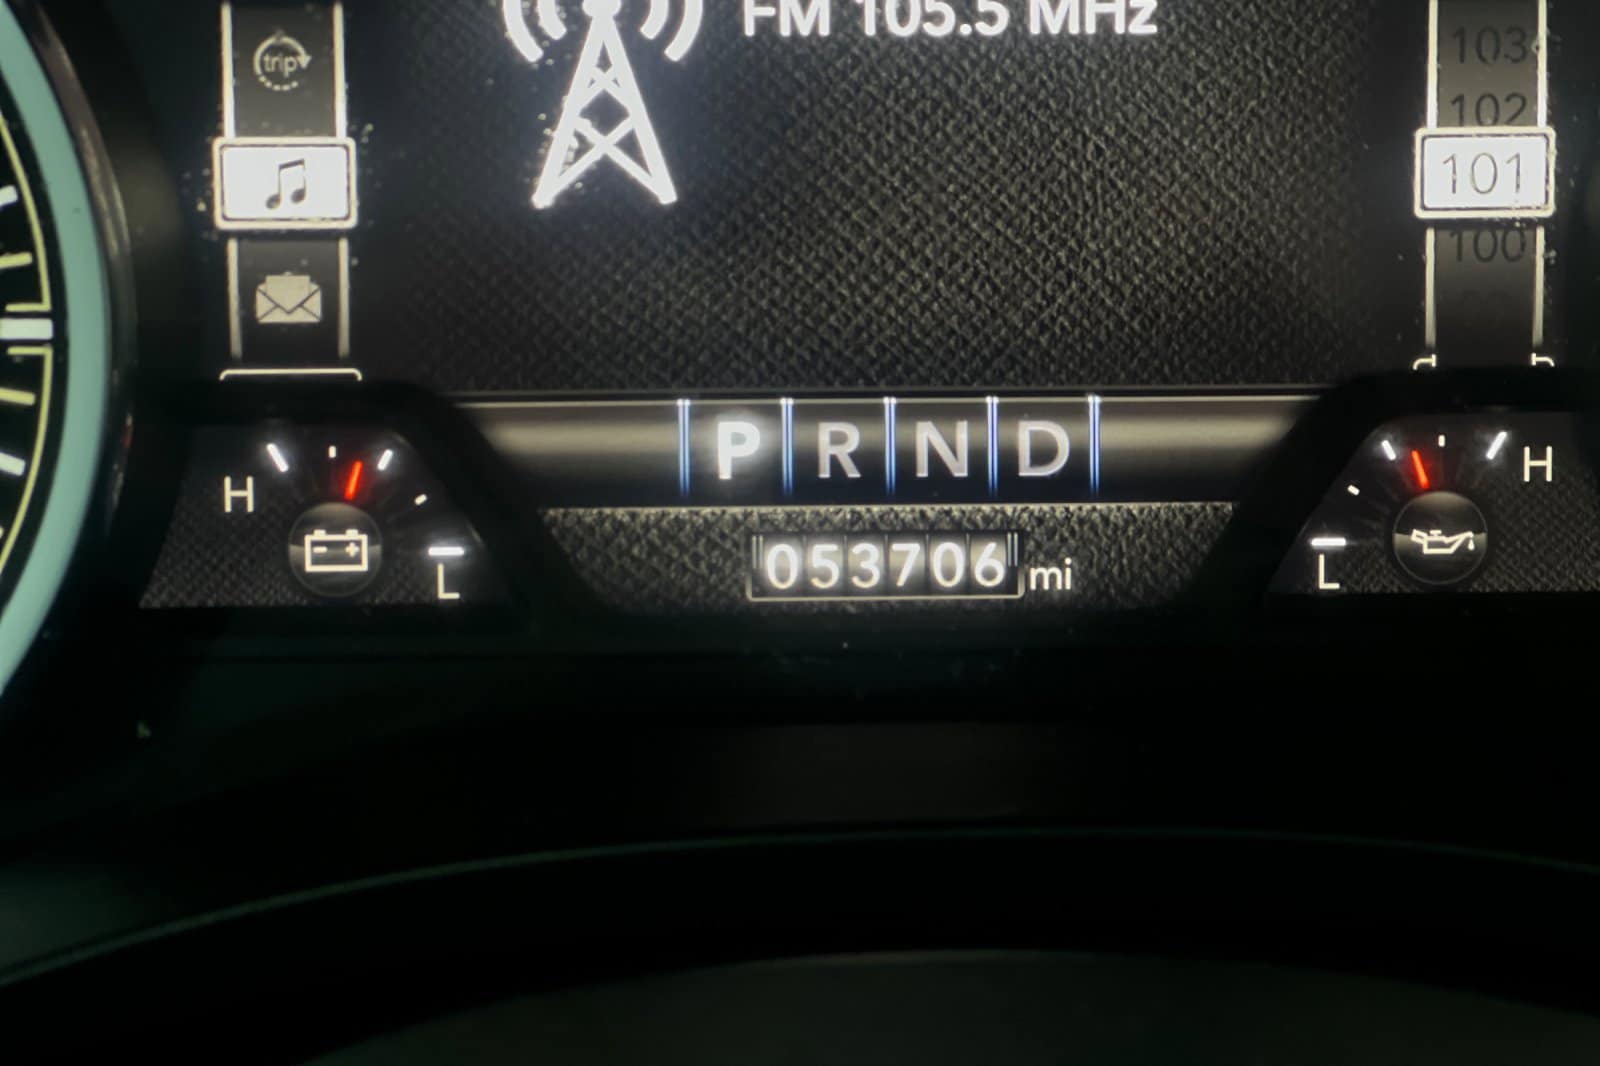 FM 105.5 MHz
trip
103
102
101
100
P R N D
H
L
053706 mi
H
L